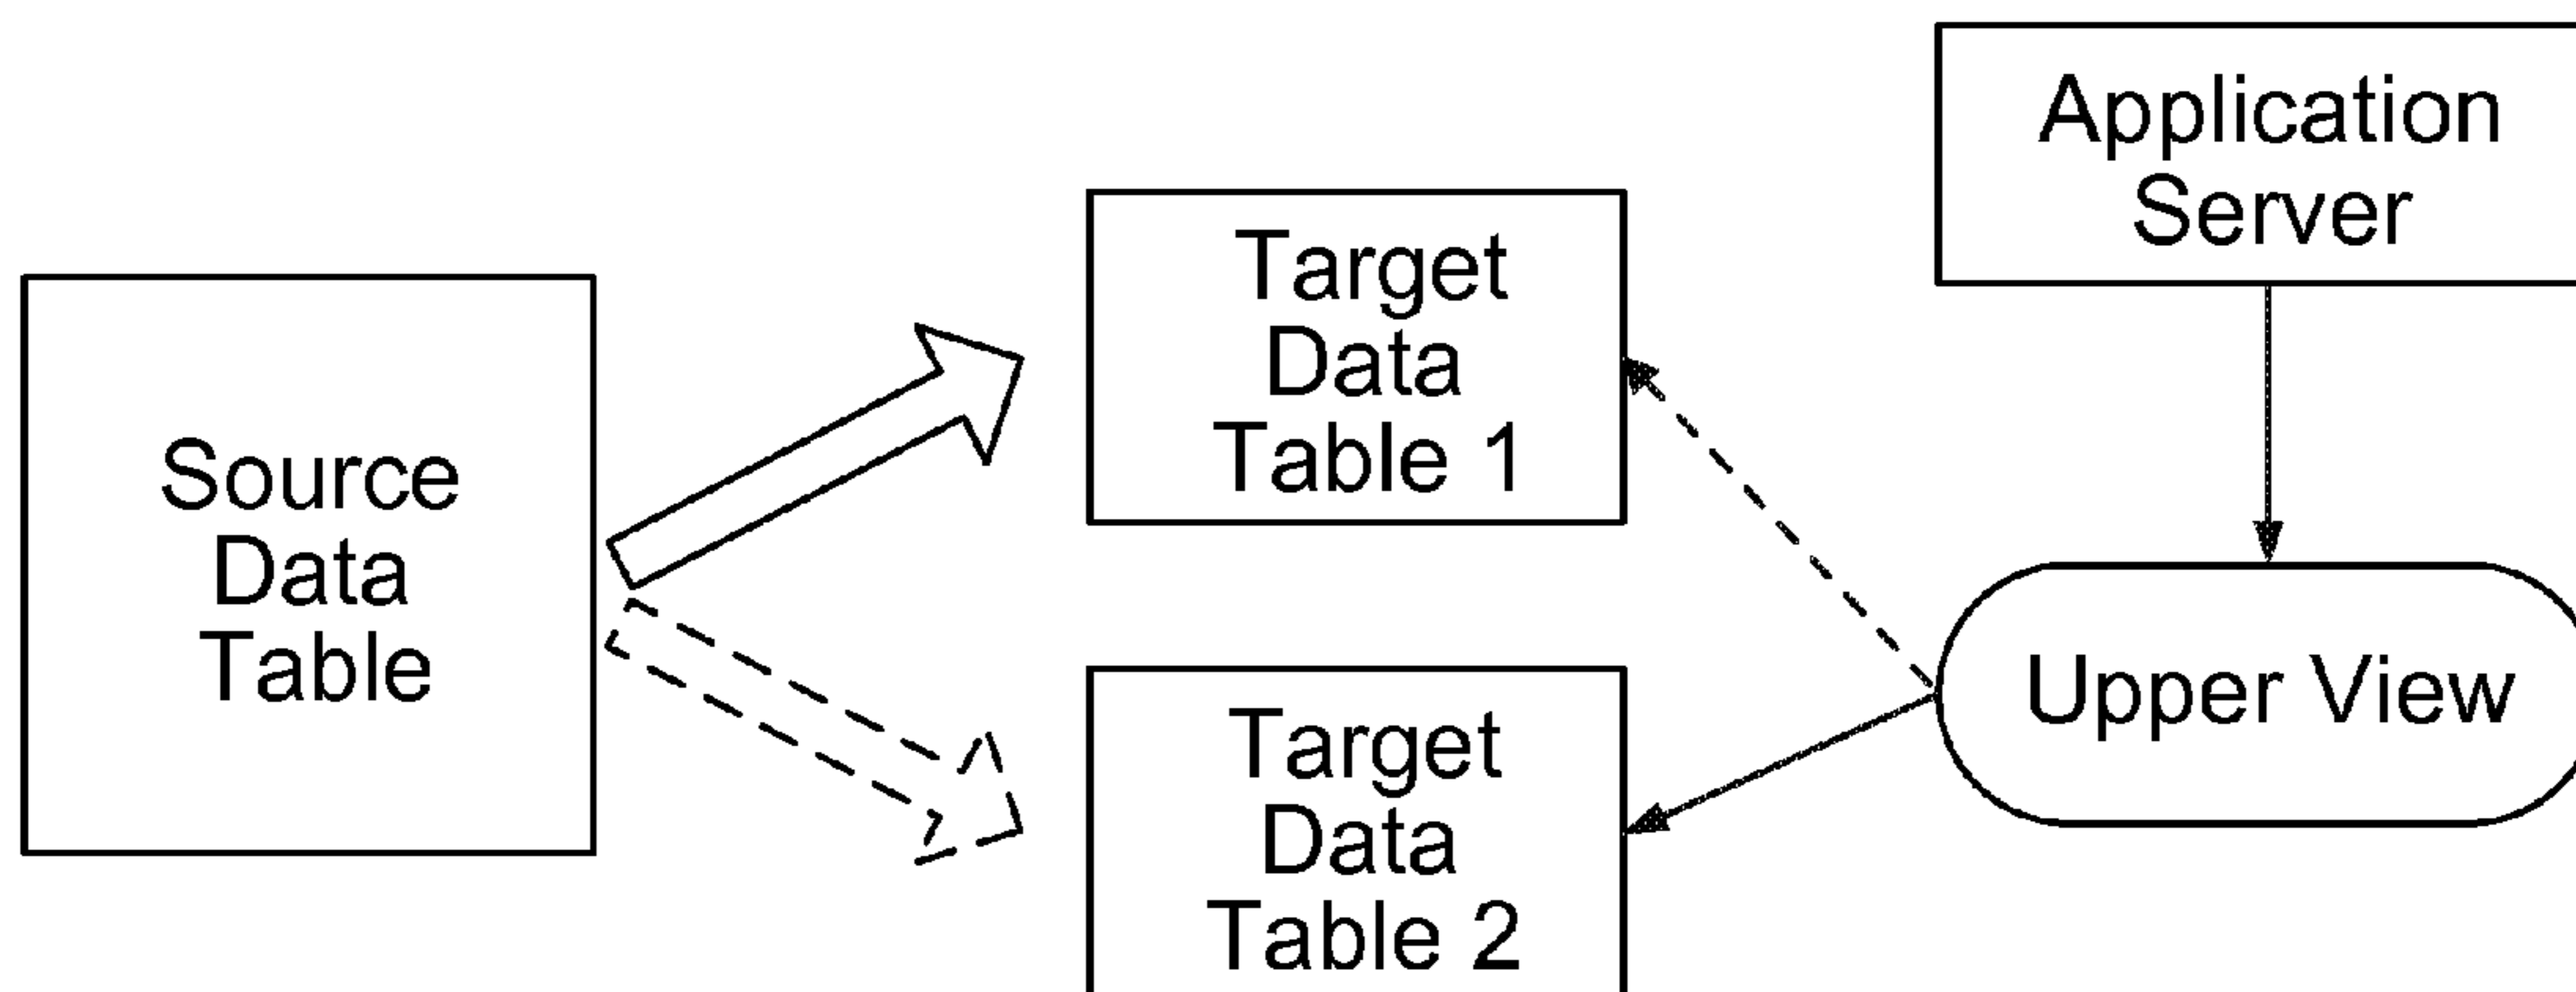 Source
Data
Table
Target
Data
Table 1
Target
Data
Table 2
Application
Server
Upper View